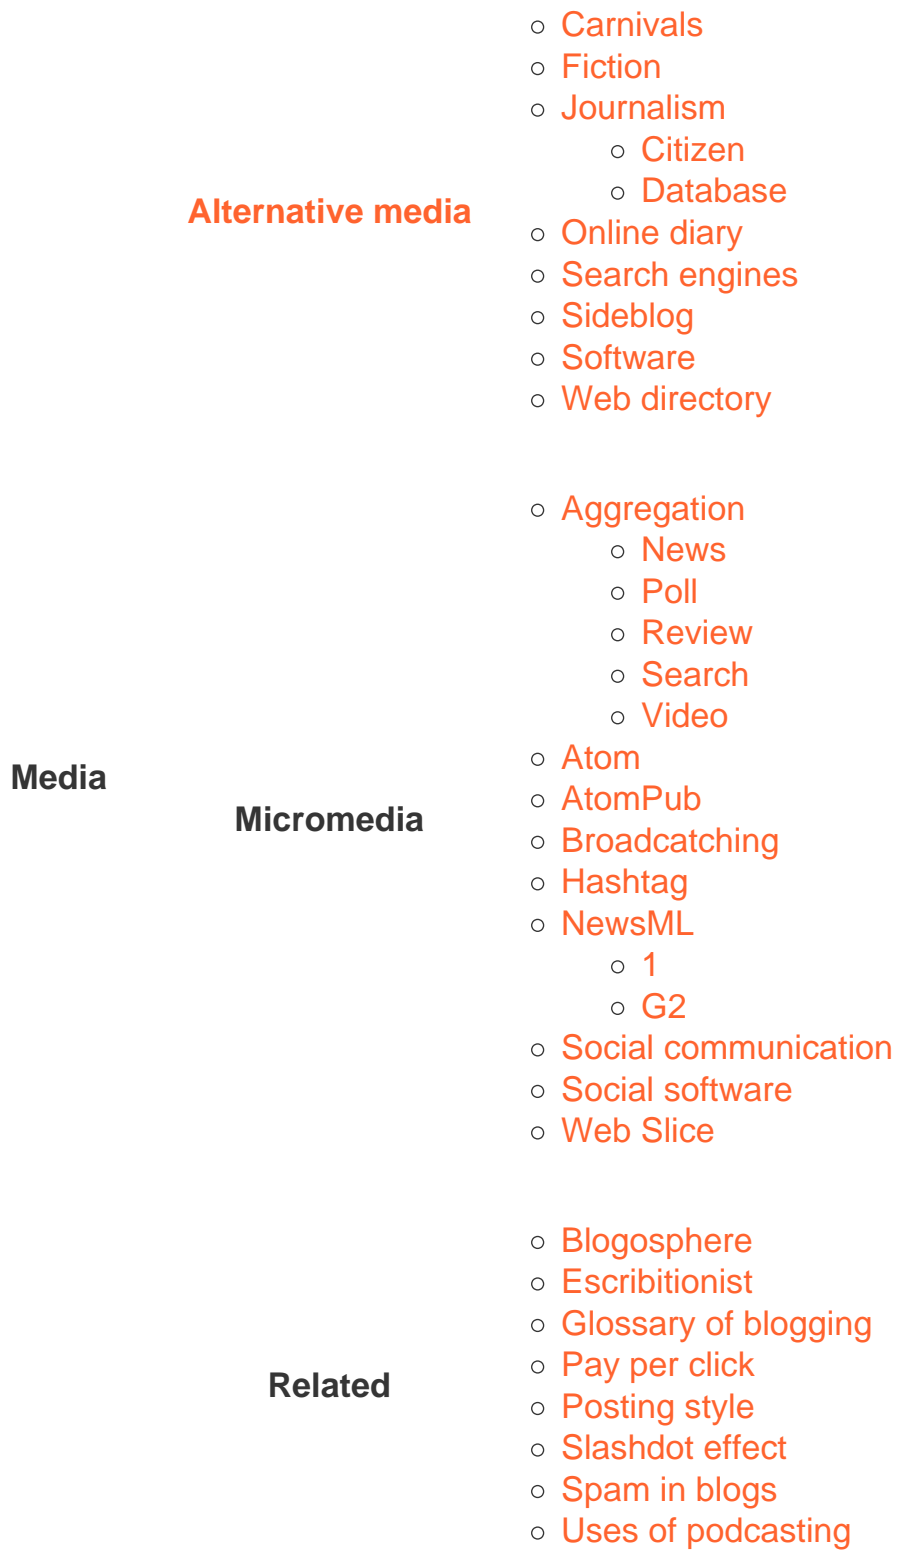 Media
Alternative media
Carnivals
Fiction
Journalism
Citizen
Database
Online diary
Search engines
Sideblog
Software
Web directory
Micromedia
Aggregation
News
Poll
Review
Search
Video
Atom
AtomPub
Broadcatching
Hashtag
NewsML
1
G2
Social communication
Social software
Web Slice
Related
Blogosphere
Escribitionist
Glossary of blogging
Pay per click
Posting style
Slashdot effect
Spam in blogs
Uses of podcasting